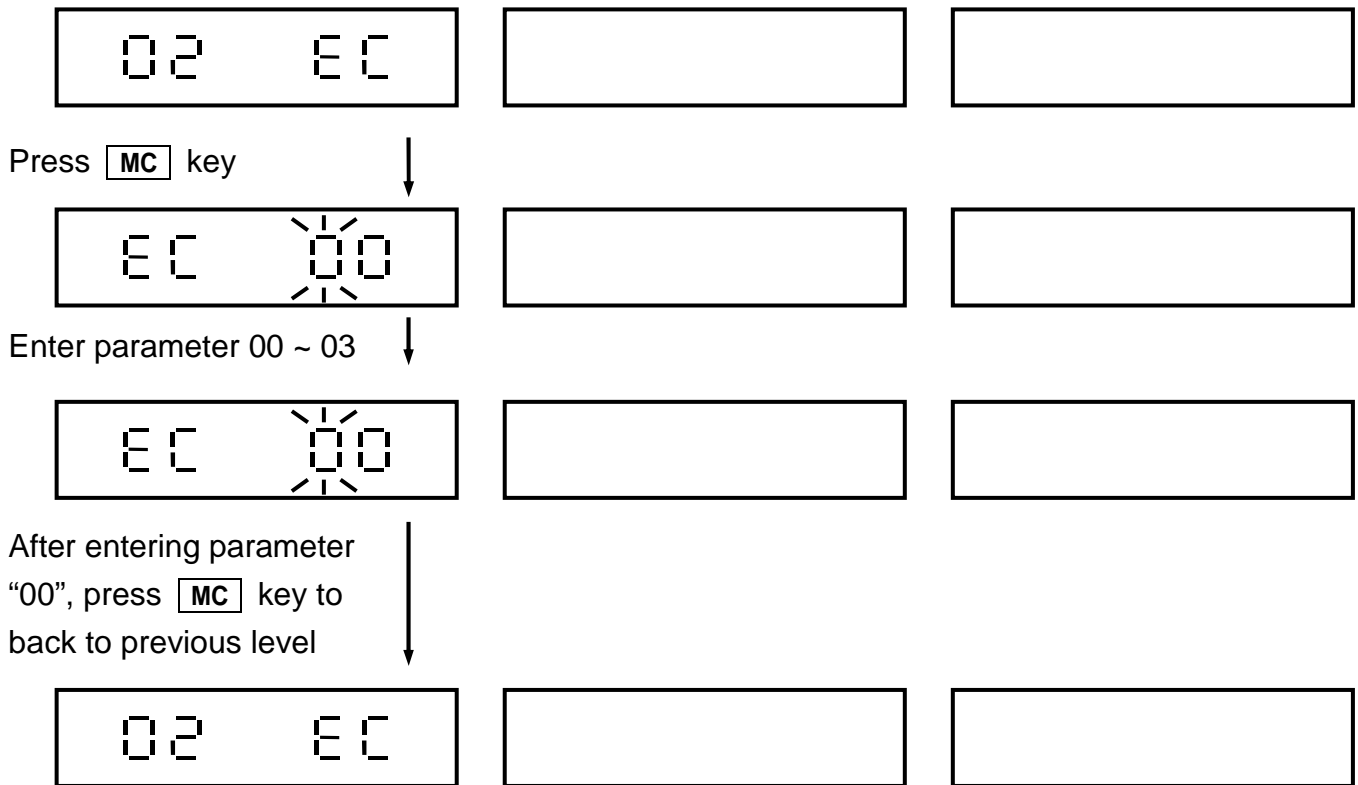 02 EC
Press MC key
EC 00
Enter parameter 00 ~ 03
EC 00
After entering parameter
“00”, press MC key to
back to previous level
02 EC